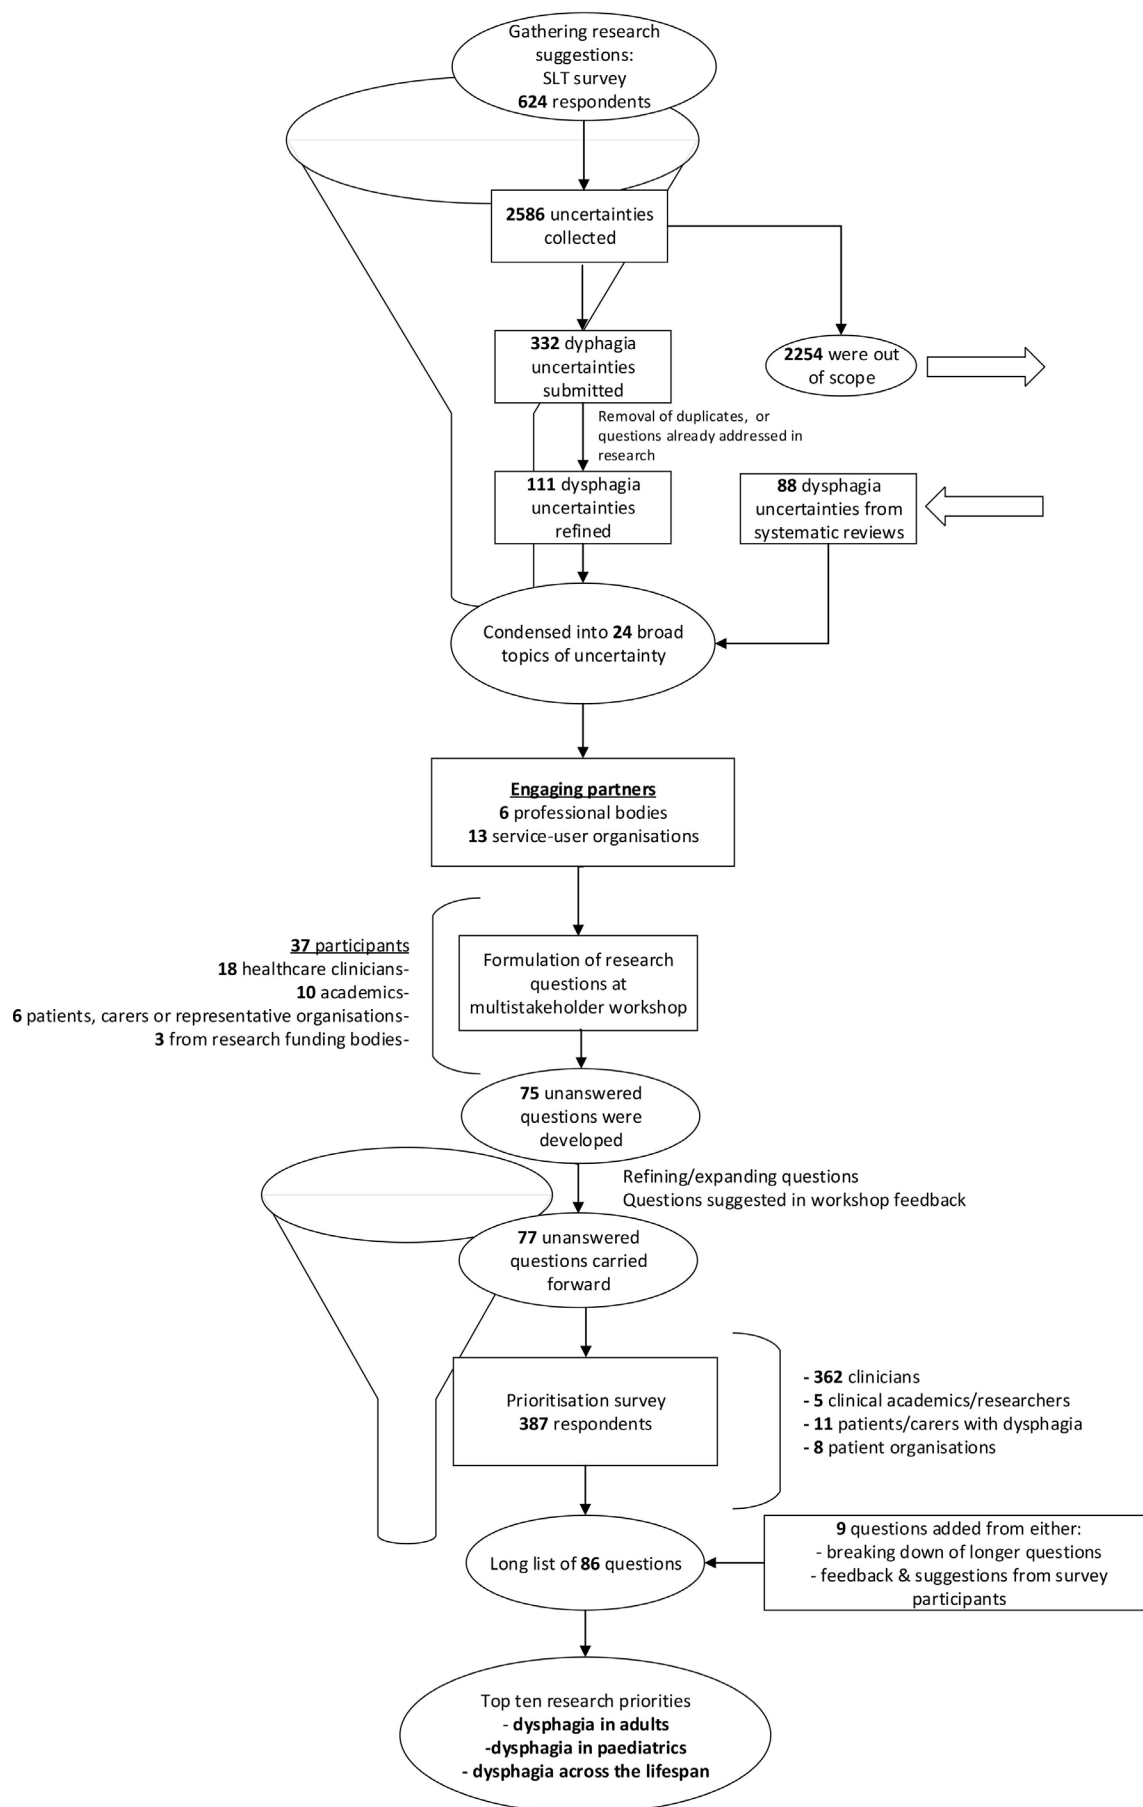 Gathering research
suggestions:
SLT survey
624 respondents
2586 uncertainties
collected
332 dyphagia
uncertainties
submitted
2254 were out
of scope
Removal of duplicates, or
questions already addressed in
research
111 dysphagia
uncertainties
refined
88 dysphagia
uncertainties from
systematic reviews
Condensed into 24 broad
topics of uncertainty
Engaging partners
6 professional bodies
13 service-user organisations
37 participants
18 healthcare clinicians-
10 academics-
6 patients, carers or representative organisations-
3 from research funding bodies-
Formulation of research
questions at
multistakeholder workshop
75 unanswered
questions were
developed
Refining/expanding questions
Questions suggested in workshop feedback
77 unanswered
questions carried
forward
Prioritisation survey
387 respondents
- 362 clinicians
- 5 clinical academics/researchers
- 11 patients/carers with dysphagia
- 8 patient organisations
Long list of 86 questions
9 questions added from either:
- breaking down of longer questions
- feedback & suggestions from survey
participants
Top ten research priorities
- dysphagia in adults
-dysphagia in paediatrics
- dysphagia across the lifespan